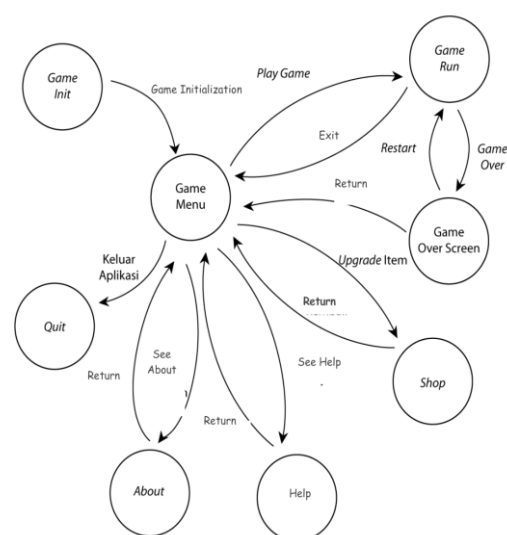 Game
Init
Game Initialization
Play Game
Game
Run
Exit
Restart
Game
Over
Game
Menu
Return
Game
Over Screen
Keluar
Aplikasi
Upgrade Item
Return
Quit
See
About
Return
Return
See Help
Shop
About
Help